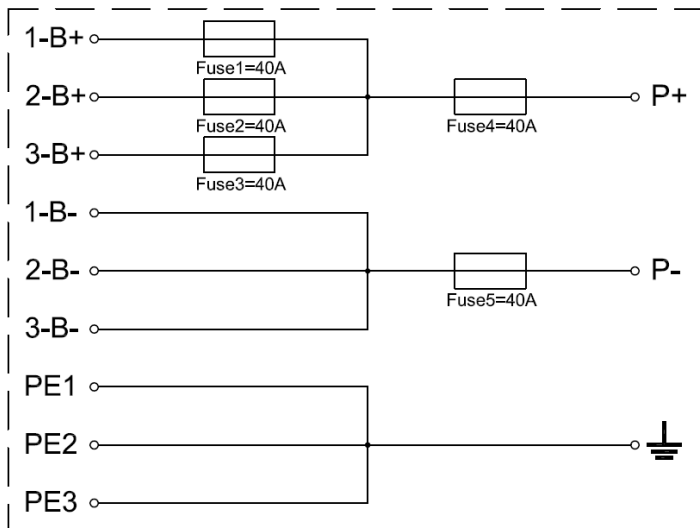 1-B+
Fuse1=40A
2-B+
Fuse2=40A
Fuse4=40A
P+
3-B+
Fuse3=40A
1-B-
2-B-
Fuse5=40A
P-
3-B-
PE1
PE2
PE3